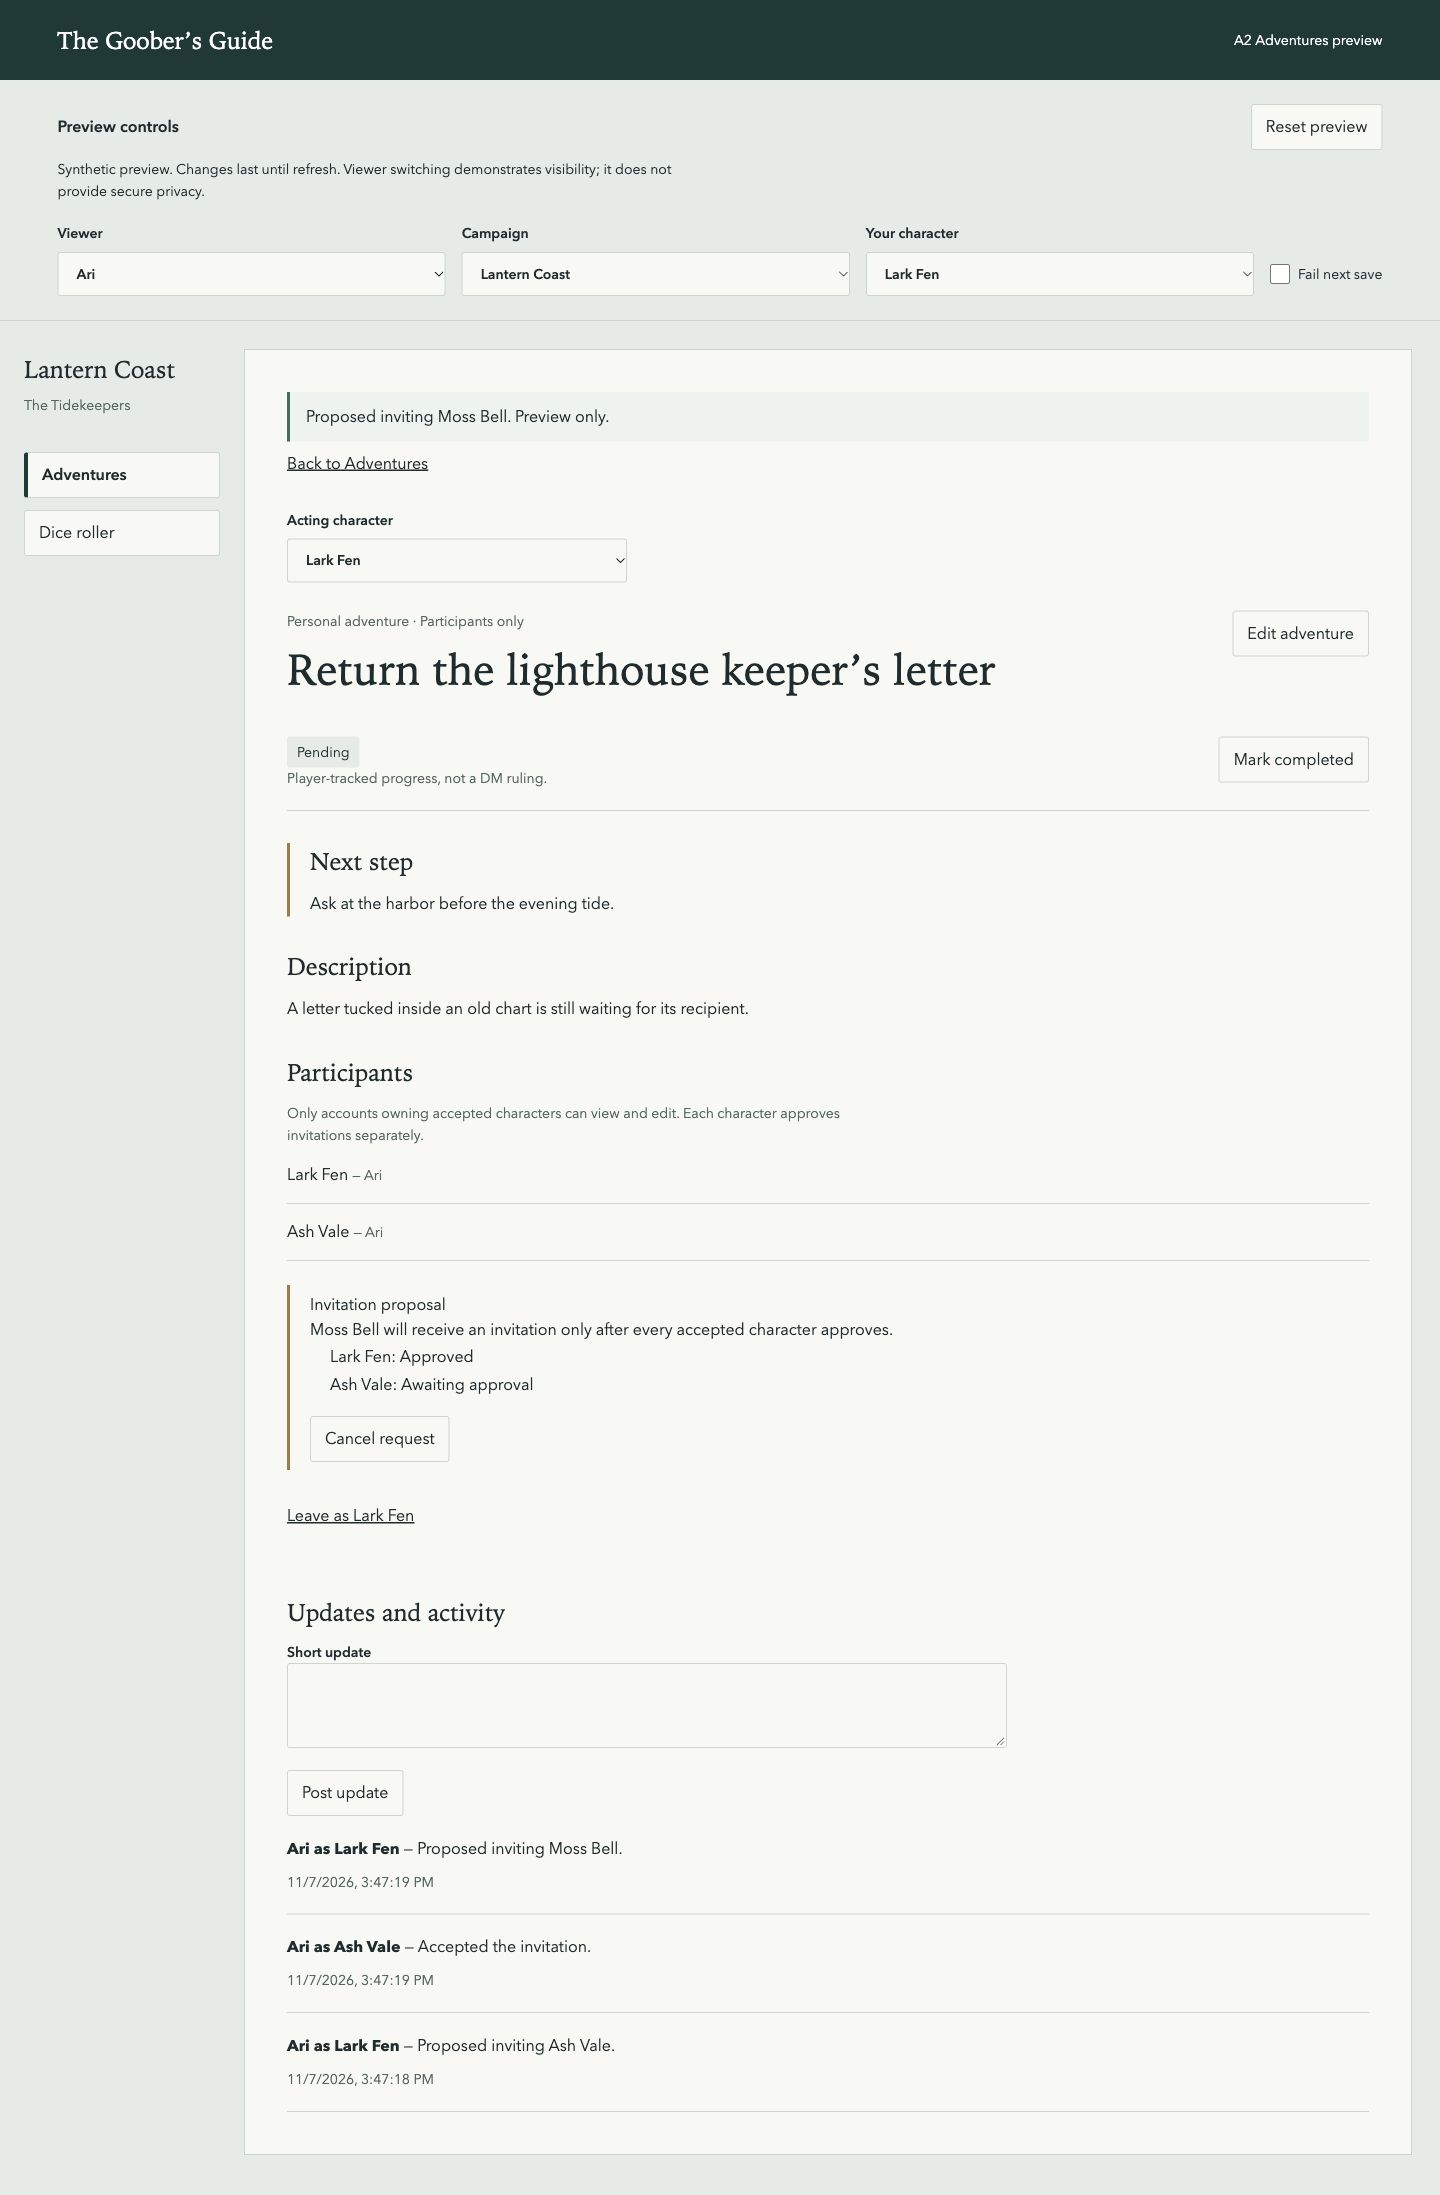 The Goober’s Guide
A2 Adventures preview
Preview controls
Reset preview
Synthetic preview. Changes last until refresh. Viewer switching demonstrates visibility; it does not
provide secure privacy.
Viewer
Campaign
Your character
Ari
Lantern Coast
Lark Fen
Fail next save
Lantern Coast
The Tidekeepers
Adventures
Dice roller
Proposed inviting Moss Bell. Preview only.
Back to Adventures
Acting character
Lark Fen
Personal adventure · Participants only
Edit adventure
Return the lighthouse keeper’s letter
Pending
Mark completed
Player-tracked progress, not a DM ruling.
Next step
Ask at the harbor before the evening tide.
Description
A letter tucked inside an old chart is still waiting for its recipient.
Participants
Only accounts owning accepted characters can view and edit. Each character approves
invitations separately.
Lark Fen – Ari
Ash Vale – Ari
Invitation proposal
Moss Bell will receive an invitation only after every accepted character approves.
Lark Fen: Approved
Ash Vale: Awaiting approval
Cancel request
Leave as Lark Fen
Updates and activity
Short update
Post update
Ari as Lark Fen – Proposed inviting Moss Bell.
11/7/2026, 3:47:19 PM
Ari as Ash Vale – Accepted the invitation.
11/7/2026, 3:47:19 PM
Ari as Lark Fen – Proposed inviting Ash Vale.
11/7/2026, 3:47:18 PM